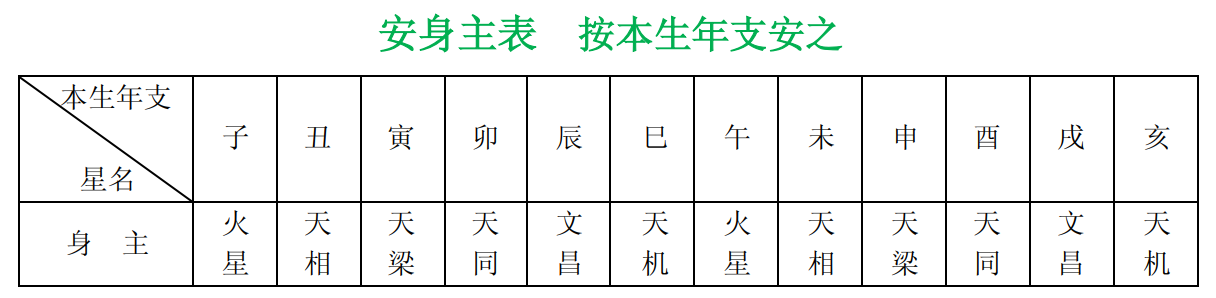 安身主表　按本生年支安之
本生年支 子 丑 寅 卯 辰 巳 午 未 申 酉 戌 亥
星名
身　主 火星 天相 天梁 天同 文昌 天机 火星 天相 天梁 天同 文昌 天机